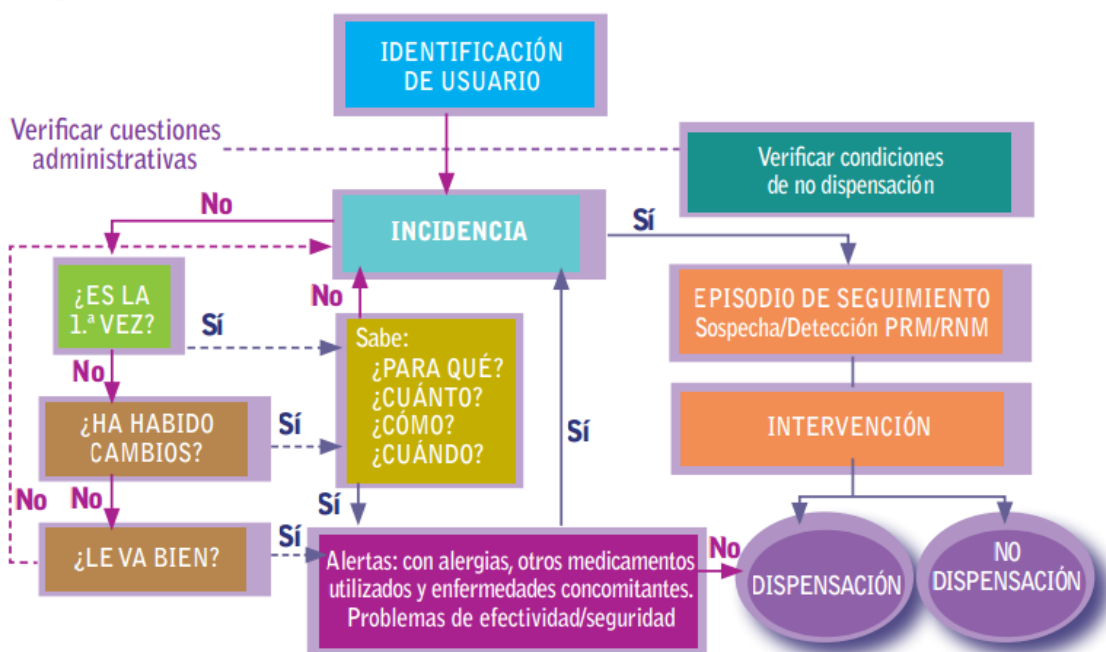 IDENTIFICACIÓN
DE USUARIO
Verificar cuestiones
administrativas
Verificar condiciones
de no dispensación
No
INCIDENCIA
Sí
¿ES LA
1.ª VEZ?
Sí
No
Sabe:
¿PARA QUÉ?
¿CUÁNTO?
¿CÓMO?
¿CUÁNDO?
Sí
EPISODIO DE SEGUIMIENTO
Sospecha/Detección PRM/RNM
No
¿HA HABIDO
CAMBIOS?
Sí
INTERVENCIÓN
No
No
Sí
¿LE VA BIEN?
Sí
Alertas: con alergias, otros medicamentos
utilizados y enfermedades concomitantes.
Problemas de efectividad/seguridad
No
DISPENSACIÓN
NO
DISPENSACIÓN